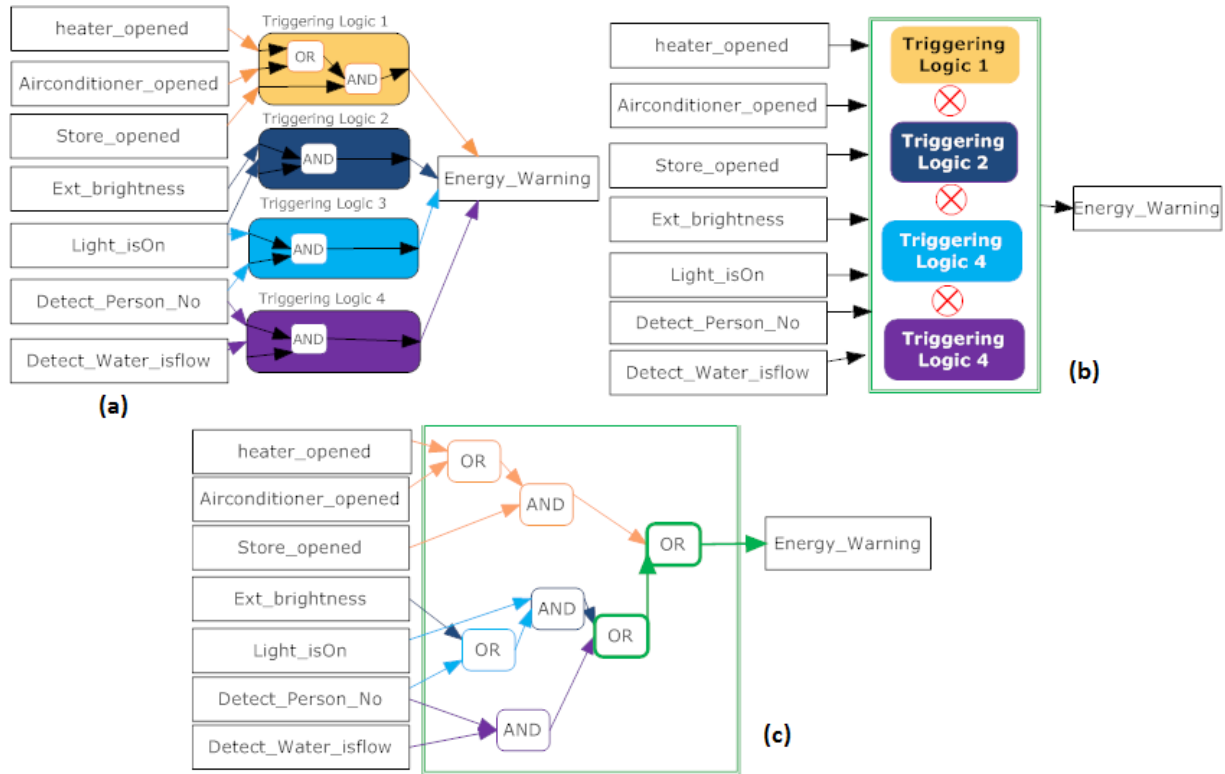 heater_opened
Airconditioner_opened
Store_opened
Ext_brightness
Light_isOn
Detect_Person_No
Detect_Water_isflow
Triggering Logic 1
OR
AND
Triggering Logic 2
AND
Triggering Logic 3
AND
Triggering Logic 4
AND
Energy_Warning
(a)
heater_opened
Airconditioner_opened
Store_opened
Ext_brightness
Light_isOn
Detect_Person_No
Detect_Water_isflow
Triggering
Logic 1
Triggering
Logic 2
Triggering
Logic 4
Triggering
Logic 4
Energy_Warning
(b)
heater_opened
Airconditioner_opened
Store_opened
Ext_brightness
Light_isOn
Detect_Person_No
Detect_Water_isflow
OR
AND
OR
AND
OR
OR
AND
Energy_Warning
(c)